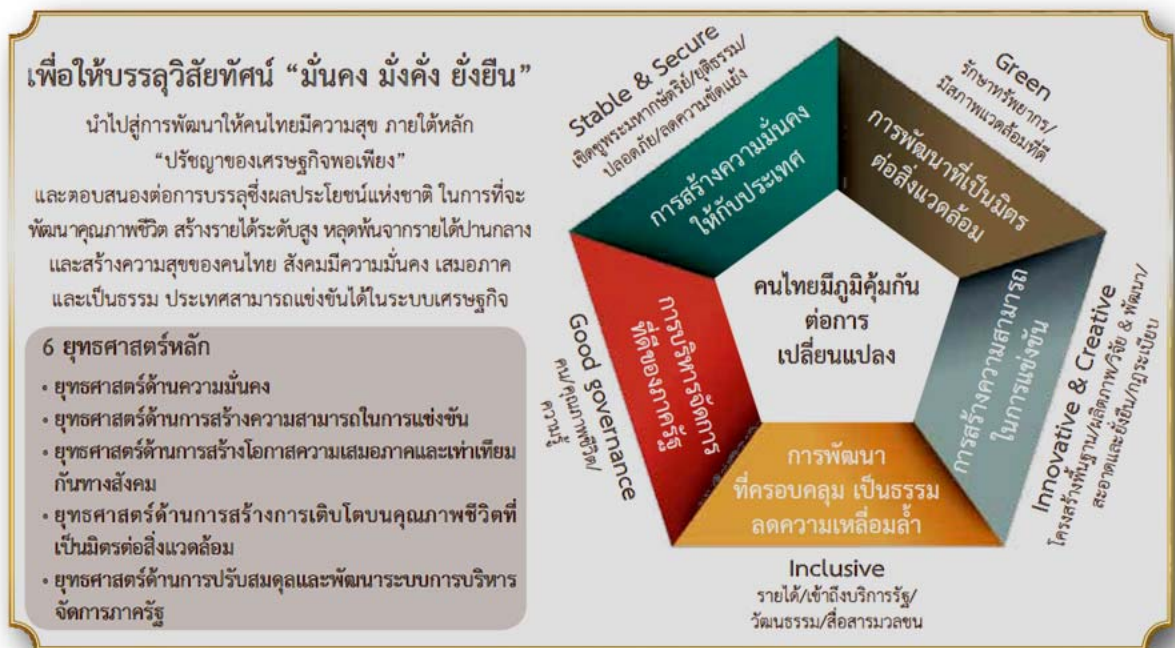 เพื่อให้บรรลุวิสัยทัศน์ “มั่นคง มั่งคั่ง ยั่งยืน”
นำไปสู่การพัฒนาให้คนไทยมีความสุข ภายใต้หลัก
“ปรัชญาของเศรษฐกิจพอเพียง”
และตอบสนองต่อการบรรลุซึ่งผลประโยชน์แห่งชาติ ในการที่จะ
พัฒนาคุณภาพชีวิต สร้างรายได้ระดับสูง หลุดพ้นจากรายได้ปานกลาง
และสร้างความสุขของคนไทย สังคมมีความมั่นคง เสมอภาค
และเป็นธรรม ประเทศสามารถแข่งขันได้ในระบบเศรษฐกิจ
6 ยุทธศาสตร์หลัก
• ยุทธศาสตร์ด้านความมั่นคง
• ยุทธศาสตร์ด้านการสร้างความสามารถในการแข่งขัน
• ยุทธศาสตร์ด้านการสร้างโอกาสความเสมอภาคและเท่าเทียม
กันทางสังคม
• ยุทธศาสตร์ด้านการสร้างการเติบโตบนคุณภาพชีวิตที่
เป็นมิตรต่อสิ่งแวดล้อม
• ยุทธศาสตร์ด้านการปรับสมดุลและพัฒนาระบบการบริหาร
จัดการภาครัฐ
Stable & Secure
เชิดชูพระมหากษัตริย์/ยุติธรรม/
ปลอดภัย/ลดความขัดแย้ง
การสร้างความมั่นคง
ให้กับประเทศ
Green
รักษาทรัพยากร/
มีสภาพแวดล้อมที่ดี
การพัฒนาที่เป็นมิตร
ต่อสิ่งแวดล้อม
คนไทยมีภูมิคุ้มกัน
ต่อการ
เปลี่ยนแปลง
การบริหารจัดการ
ที่ดีของภาครัฐ
Good governance
คน/คุณภาพชีวิต/
ความรู้
การสร้างความสามารถ
ในการแข่งขัน
Innovative & Creative
โครงสร้างพื้นฐาน/ผลิตภาพ/วิจัย & พัฒนา/
สะอาดและยั่งยืน/กฎระเบียบ
การพัฒนา
ที่ครอบคลุม เป็นธรรม
ลดความเหลื่อมล้ำ
Inclusive
รายได้/เข้าถึงบริการรัฐ/
วัฒนธรรม/สื่อสารมวลชน